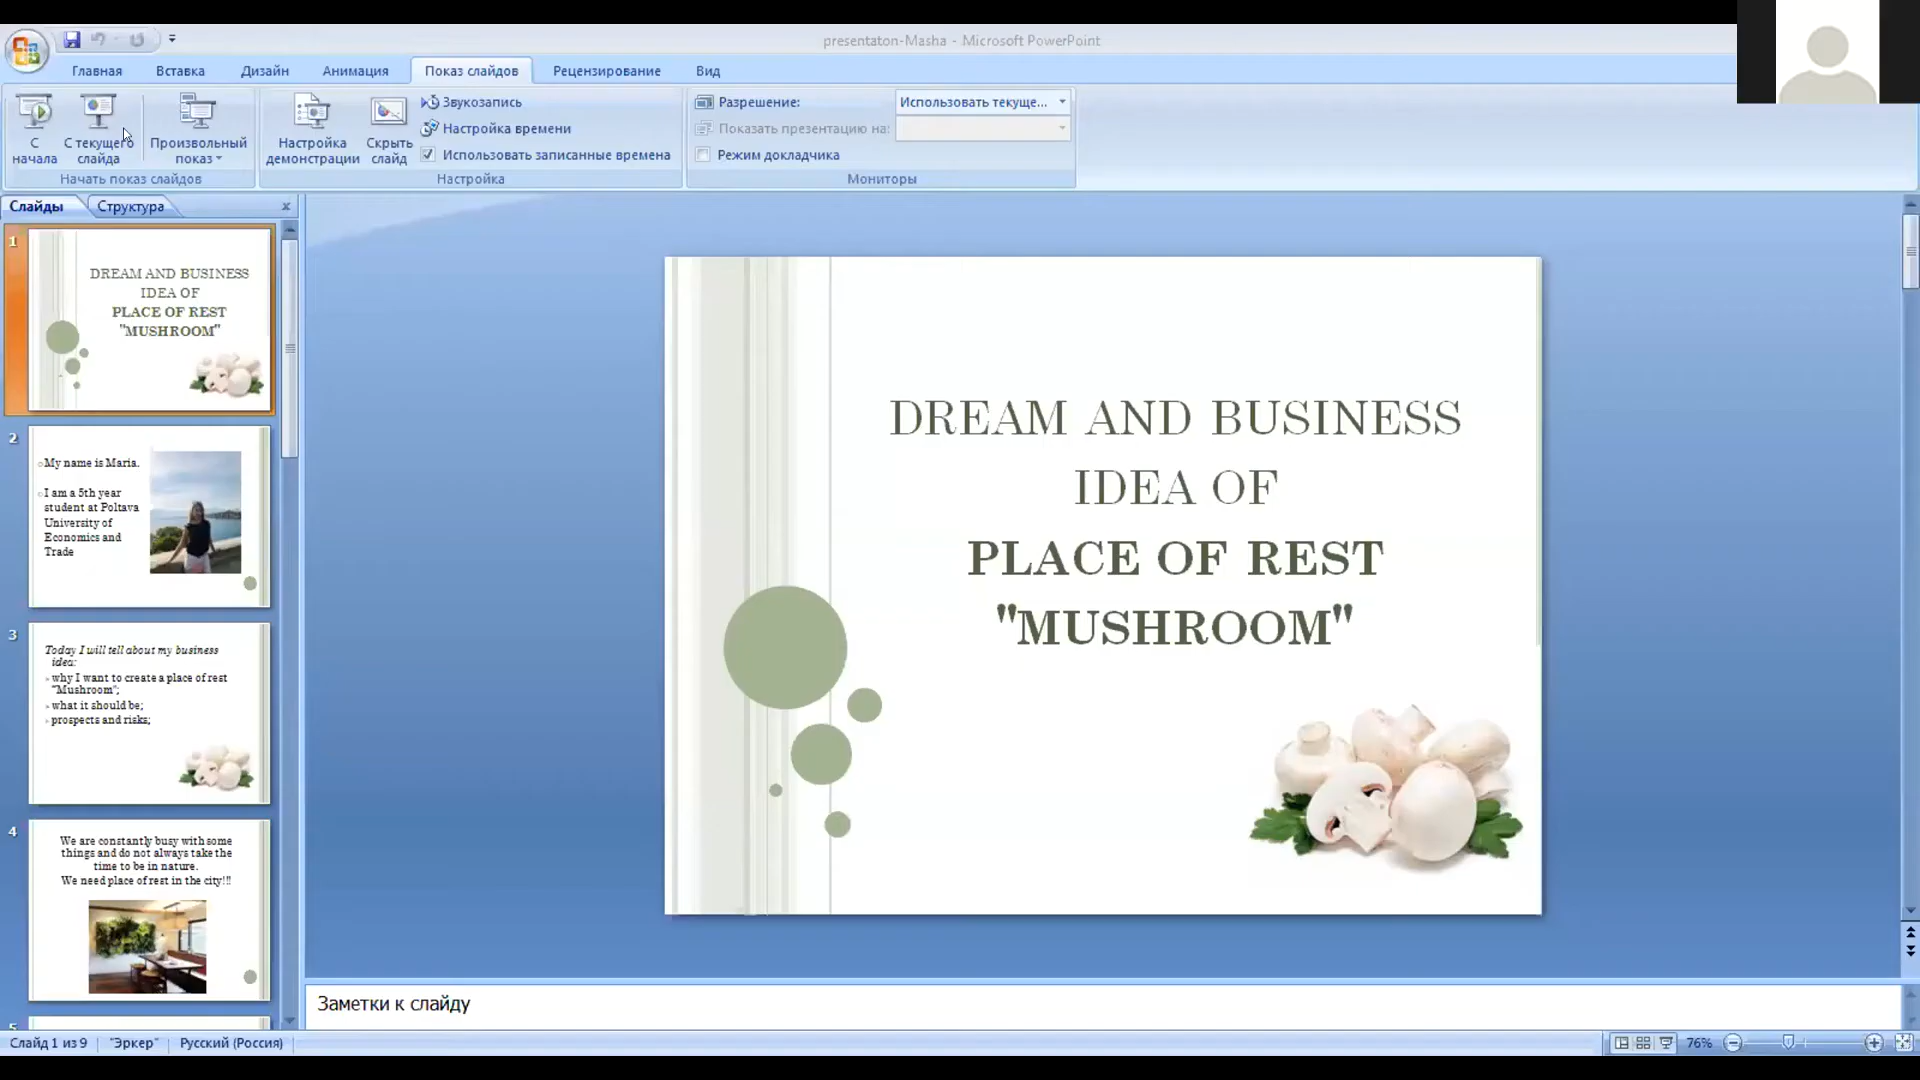 presentaton-Masha - Microsoft PowerPoint
Главная
Вставка
Дизайн
Анимация
Показ слайдов
Рецензирование
Вид
С начала
С текущего слайда
Произвольный показ
Начать показ слайдов
Настройка демонстрации
Скрыть слайд
Звукозапись
Настройка времени
Использовать записанные времена
Настройка
Разрешение:
Использовать текуще...
Показать презентацию на:
Режим докладчика
Мониторы
Слайды
Структура
1
DREAM AND BUSINESS
IDEA OF
PLACE OF REST
"MUSHROOM"
2
My name is Maria.
I am a 5th year
student at Poltava
University of
Economics and
Trade
3
Today I will tell about my business
idea:
why I want to create a place of rest
"Mushroom";
what it should be;
prospects and risks;
4
We are constantly busy with some
things and do not always take the
time to be in nature.
We need place of rest in the city!!!
5
DREAM AND BUSINESS
IDEA OF
PLACE OF REST
"MUSHROOM"
Заметки к слайду
Слайд 1 из 9
"Эркер"
Русский (Россия)
76%